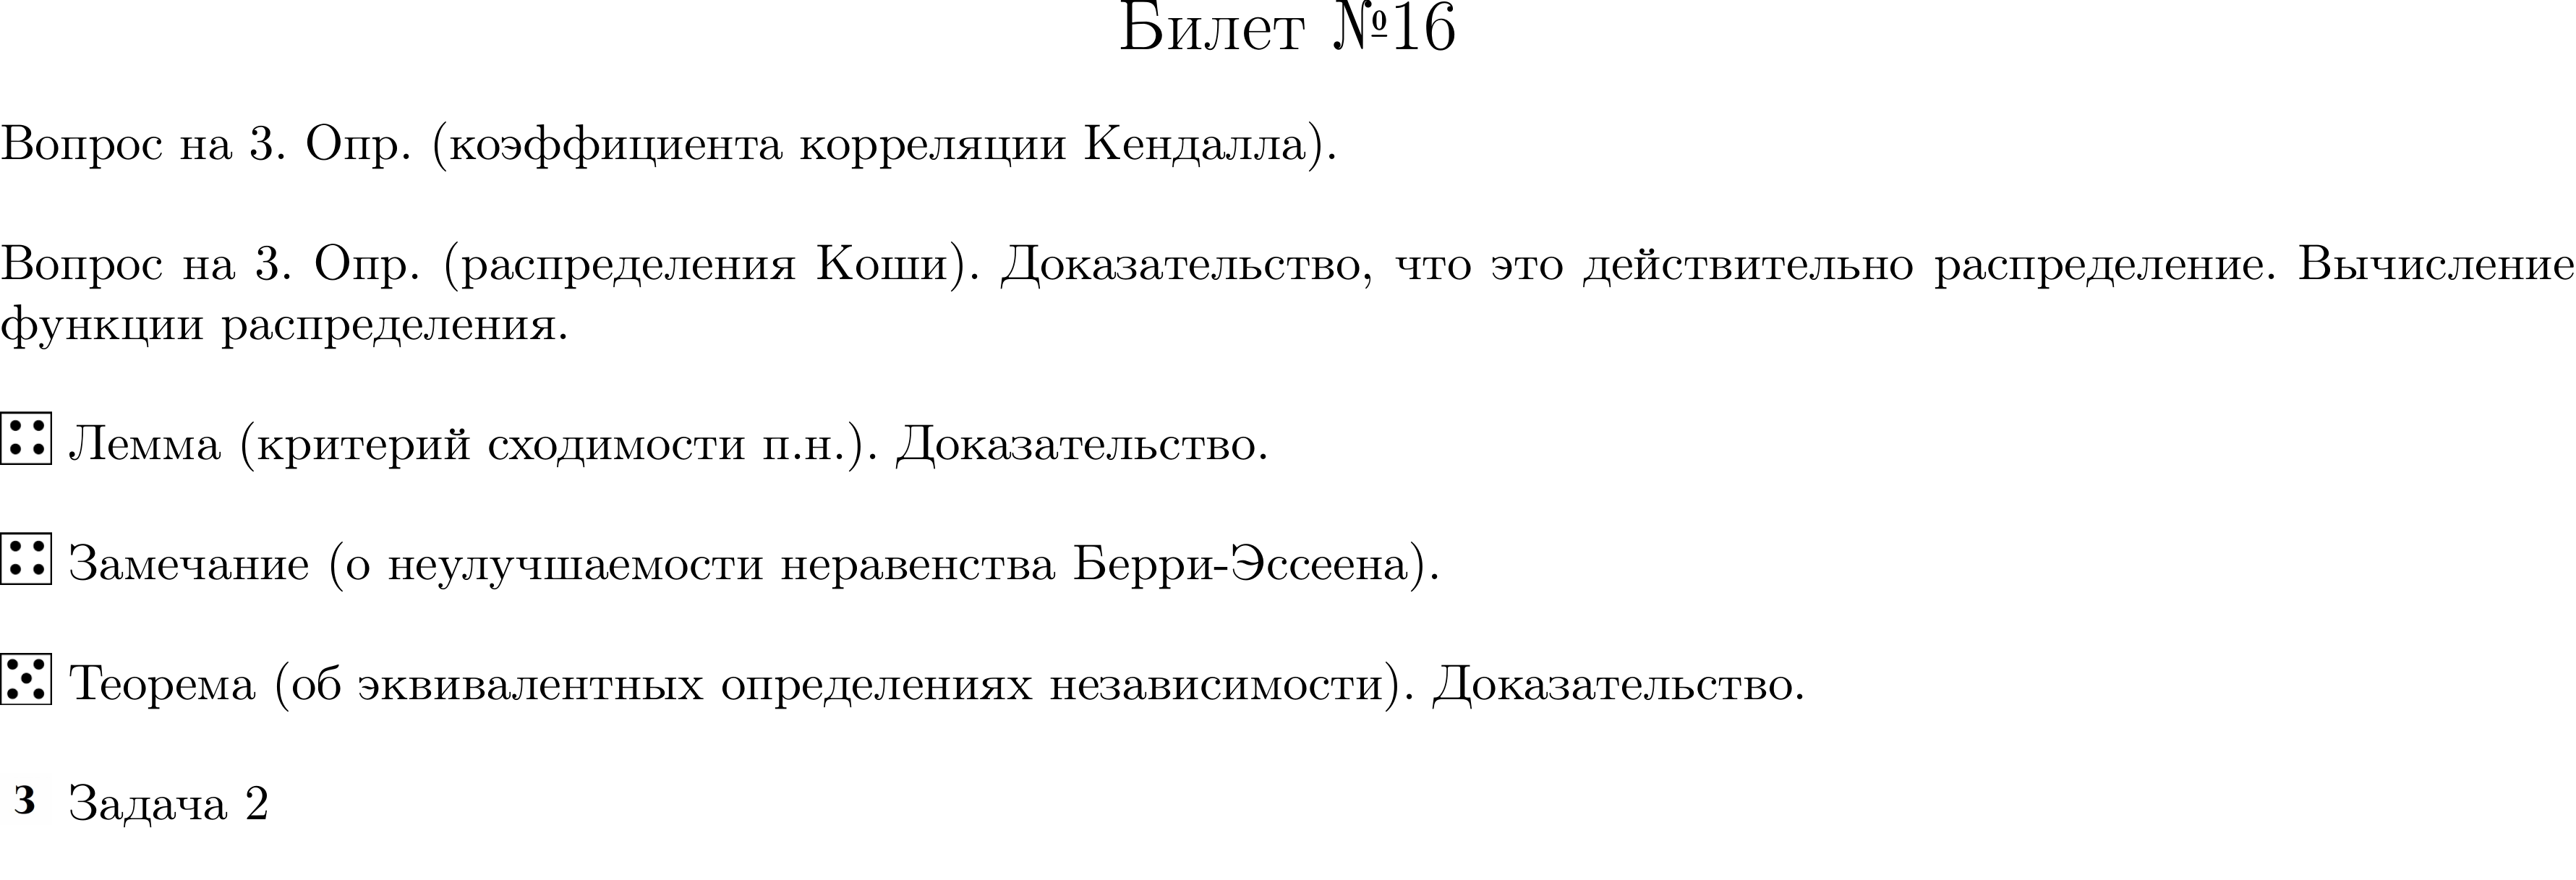 Билет №16
Вопрос на 3. Опр. (коэффициента корреляции Кендалла).
Вопрос на 3. Опр. (распределения Коши). Доказательство, что это действительно распределение. Вычисление
функции распределения.
Лемма (критерий сходимости п.н.). Доказательство.
Замечание (о неулучшаемости неравенства Берри-Эссеена).
Теорема (об эквивалентных определениях независимости). Доказательство.
З Задача 2